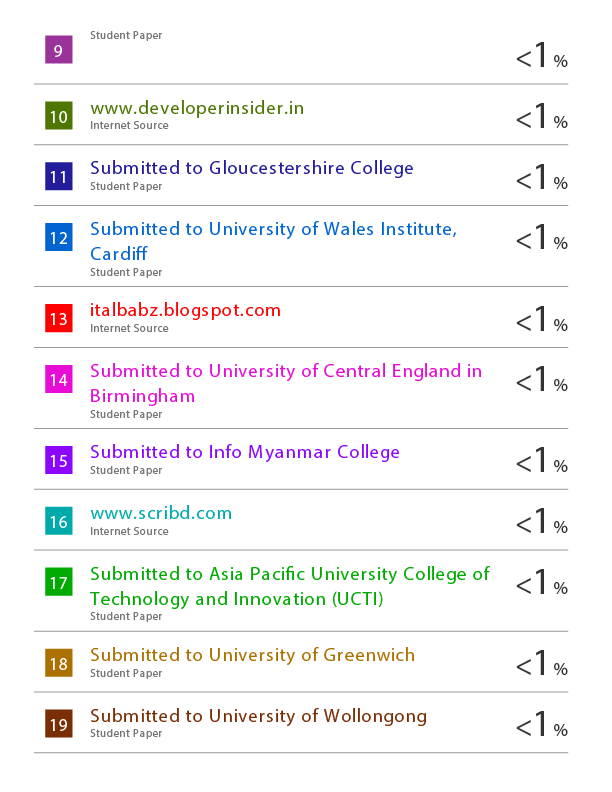 9
Student Paper
<1%
10
www.developerinsider.in
Internet Source
<1%
11
Submitted to Gloucestershire College
Student Paper
<1%
12
Submitted to University of Wales Institute,
Cardiff
Student Paper
<1%
13
italbabz.blogspot.com
Internet Source
<1%
14
Submitted to University of Central England in
Birmingham
Student Paper
<1%
15
Submitted to Info Myanmar College
Student Paper
<1%
16
www.scribd.com
Internet Source
<1%
17
Submitted to Asia Pacific University College of
Technology and Innovation (UCTI)
Student Paper
<1%
18
Submitted to University of Greenwich
Student Paper
<1%
19
Submitted to University of Wollongong
Student Paper
<1%